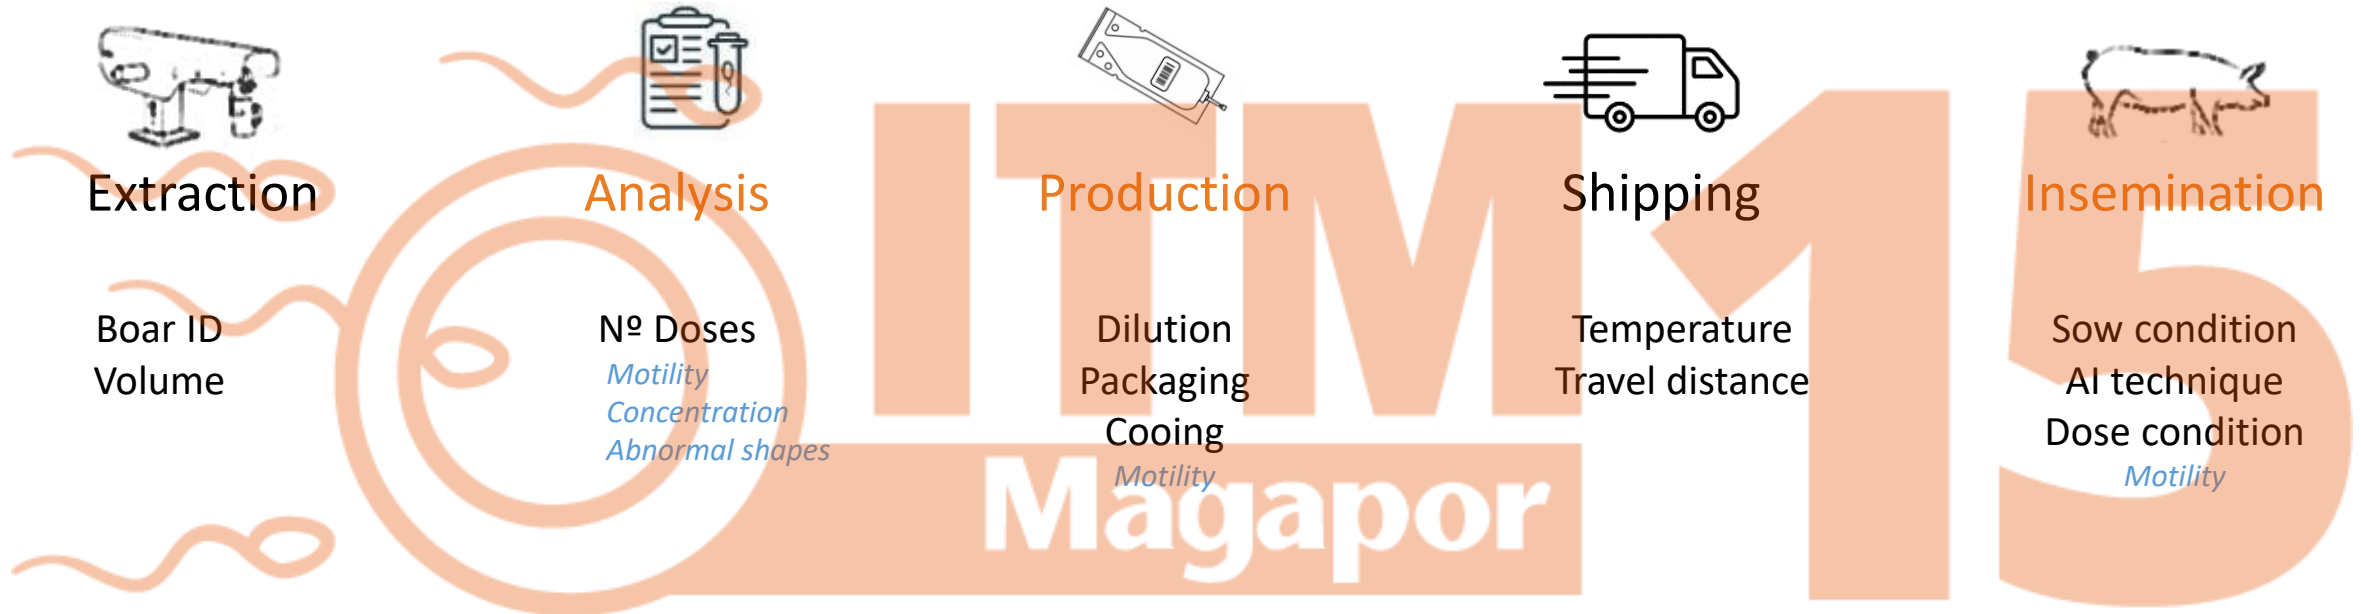 Extraction
Boar ID
Volume
Analysis
Nº Doses
Motility
Concentration
Abnormal shapes
Production
Dilution
Packaging
Cooing
Motility
Shipping
Temperature
Travel distance
Insemination
Sow condition
AI technique
Dose condition
Motility
ITM 15
Magapor